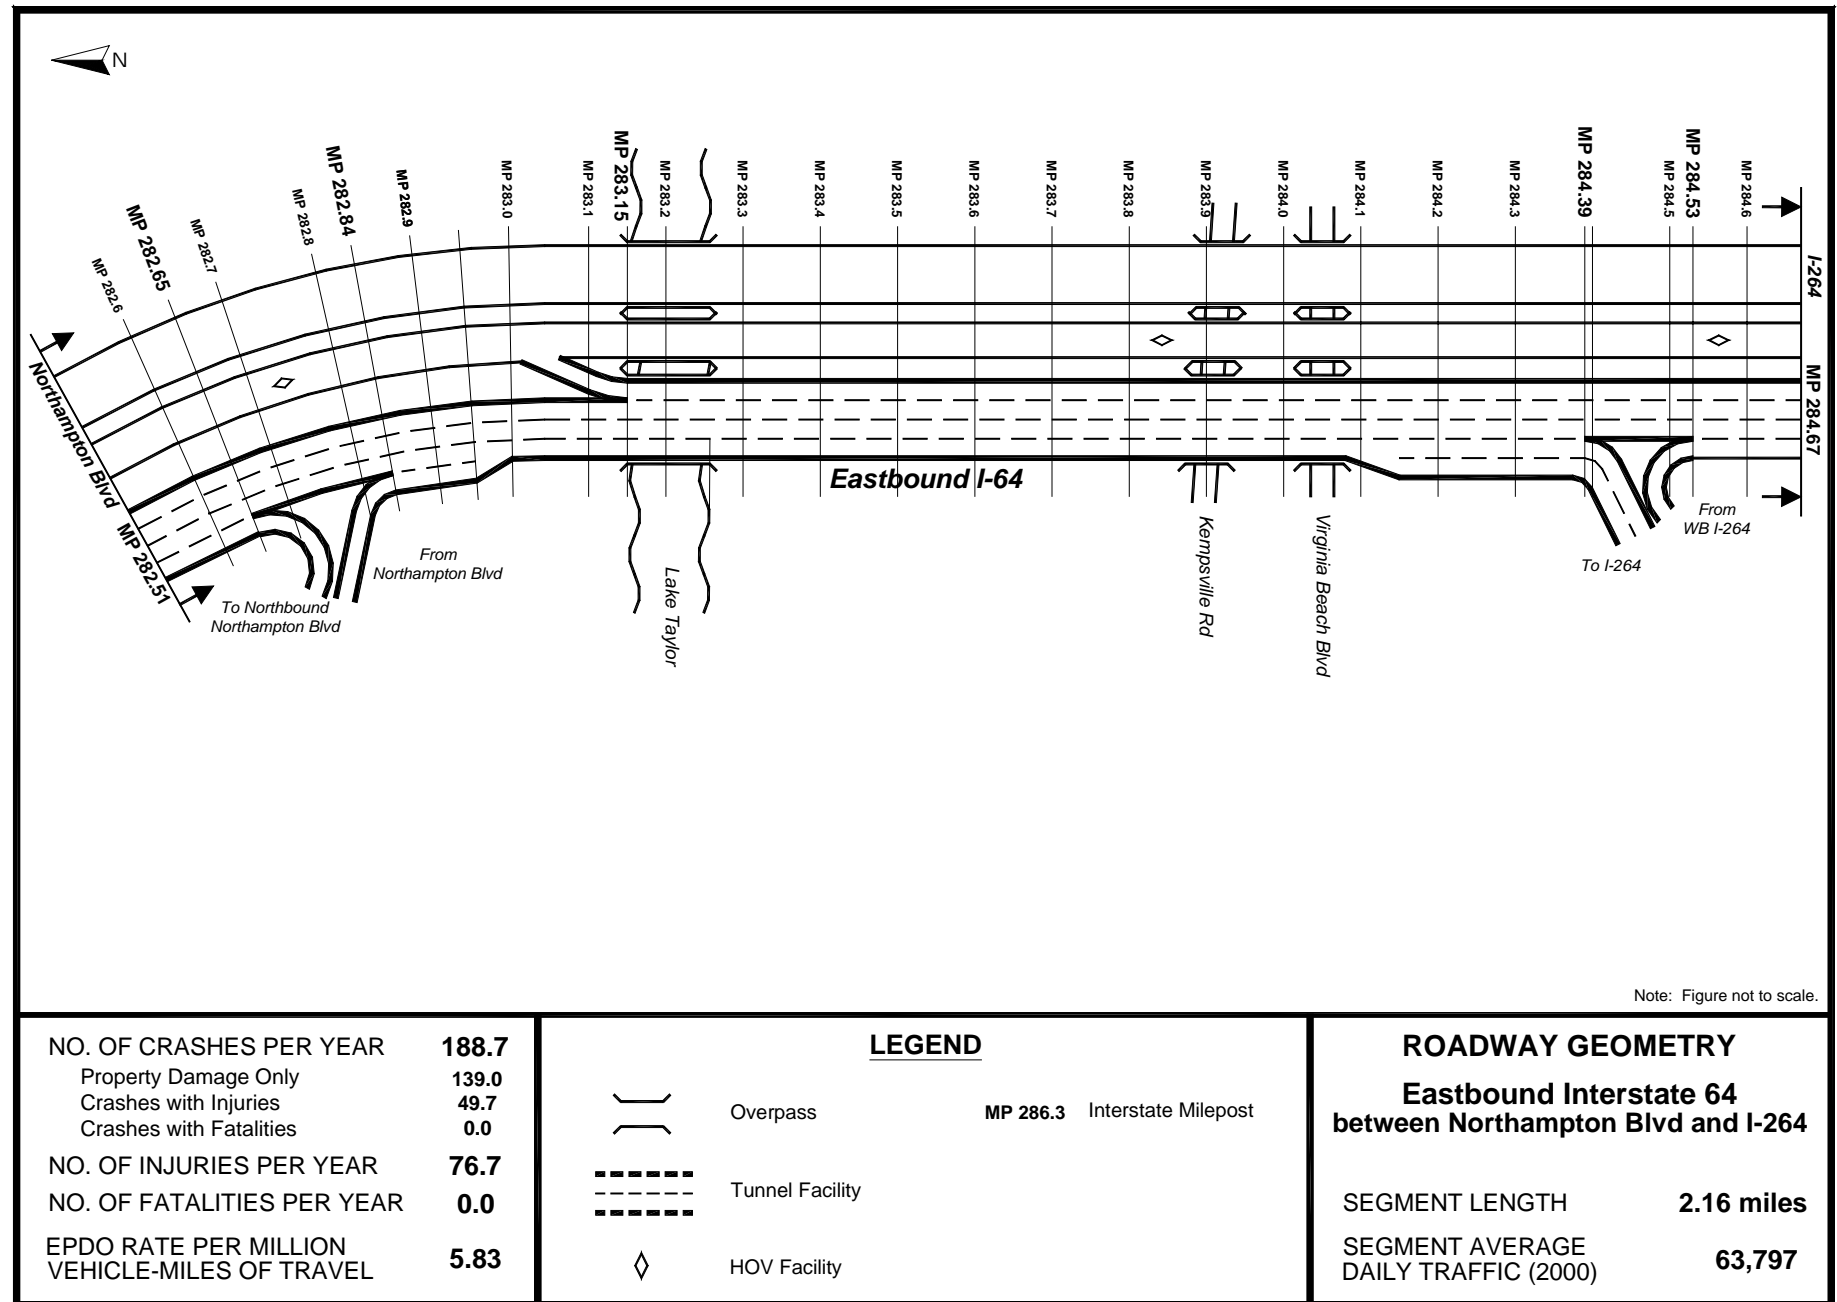 N
MP 282.6
MP 282.65
MP 282.7
MP 282.8
MP 282.84
MP 282.9
MP 283.0
MP 283.1
MP 283.15
MP 283.2
MP 283.3
MP 283.4
MP 283.5
MP 283.6
MP 283.7
MP 283.8
MP 283.9
MP 284.0
MP 284.1
MP 284.2
MP 284.3
MP 284.39
MP 284.5
MP 284.53
MP 284.6
I-264
MP 284.67
Northampton Blvd
MP 282.51
Eastbound I-64
To Northbound
Northampton Blvd
From
Northampton Blvd
Lake Taylor
Kempsville Rd
Virginia Beach Blvd
To I-264
From
WB I-264
Note: Figure not to scale.
NO. OF CRASHES PER YEAR 188.7
Property Damage Only 139.0
Crashes with Injuries 49.7
Crashes with Fatalities 0.0
NO. OF INJURIES PER YEAR 76.7
NO. OF FATALITIES PER YEAR 0.0
EPDO RATE PER MILLION
VEHICLE-MILES OF TRAVEL 5.83
LEGEND
Overpass MP 286.3 Interstate Milepost
Tunnel Facility
HOV Facility
ROADWAY GEOMETRY
Eastbound Interstate 64
between Northampton Blvd and I-264
SEGMENT LENGTH 2.16 miles
SEGMENT AVERAGE
DAILY TRAFFIC (2000) 63,797